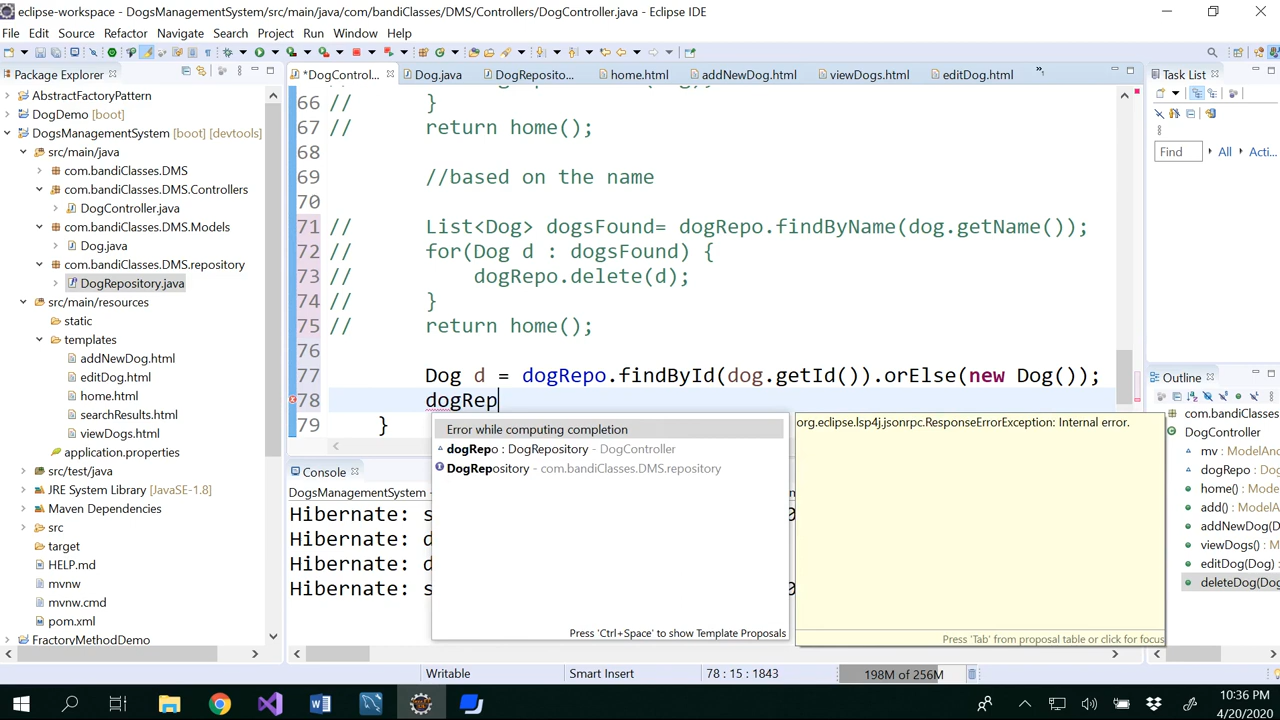 eclipse-workspace - DogsManagementSystem/src/main/java/com/bandiClasses/DMS/Controllers/DogController.java - Eclipse IDE
File Edit Source Refactor Navigate Search Project Run Window Help
Package Explorer
*DogControl... Dog.java DogReposito... home.html addNewDog.html viewDogs.html editDog.html
Task List
AbstractFactoryPattern
DogDemo [boot]
DogsManagementSystem [boot] [devtools]
src/main/java
com.bandiClasses.DMS
com.bandiClasses.DMS.Controllers
DogController.java
com.bandiClasses.DMS.Models
Dog.java
com.bandiClasses.DMS.repository
DogRepository.java
src/main/resources
static
templates
addNewDog.html
editDog.html
home.html
searchResults.html
viewDogs.html
application.properties
src/test/java
JRE System Library [JavaSE-1.8]
Maven Dependencies
src
target
HELP.md
mvnw
mvnw.cmd
pom.xml
FactoryMethodDemo
66 // }
67 // return home();
68
69 //based on the name
70
71 // List<Dog> dogsFound= dogRepo.findByName(dog.getName());
72 // for(Dog d : dogsFound) {
73 // dogRepo.delete(d);
74 // }
75 // return home();
76
77 Dog d = dogRepo.findById(dog.getId()).orElse(new Dog());
78 dogRep
79 }
Error while computing completion
dogRepo : DogRepository - DogController
DogRepository - com.bandiClasses.DMS.repository
Press 'Ctrl+Space' to show Template Proposals
org.eclipse.lsp4j.jsonrpc.ResponseErrorException: Internal error.
Press 'Tab' from proposal table or click for focus
Console
DogsManagementSystem -
Hibernate: s
Hibernate: d
Hibernate: d
Hibernate: s
Find All Acti...
Outline
com.bandiClasses
DogController
mv : ModelAn
dogRepo : Do
home() : Mode
add() : ModelA
addNewDog(D
viewDogs() : M
editDog(Dog) :
deleteDog(Dog
Writable Smart Insert 78 : 15 : 1843 198M of 256M
10:36 PM
4/20/2020